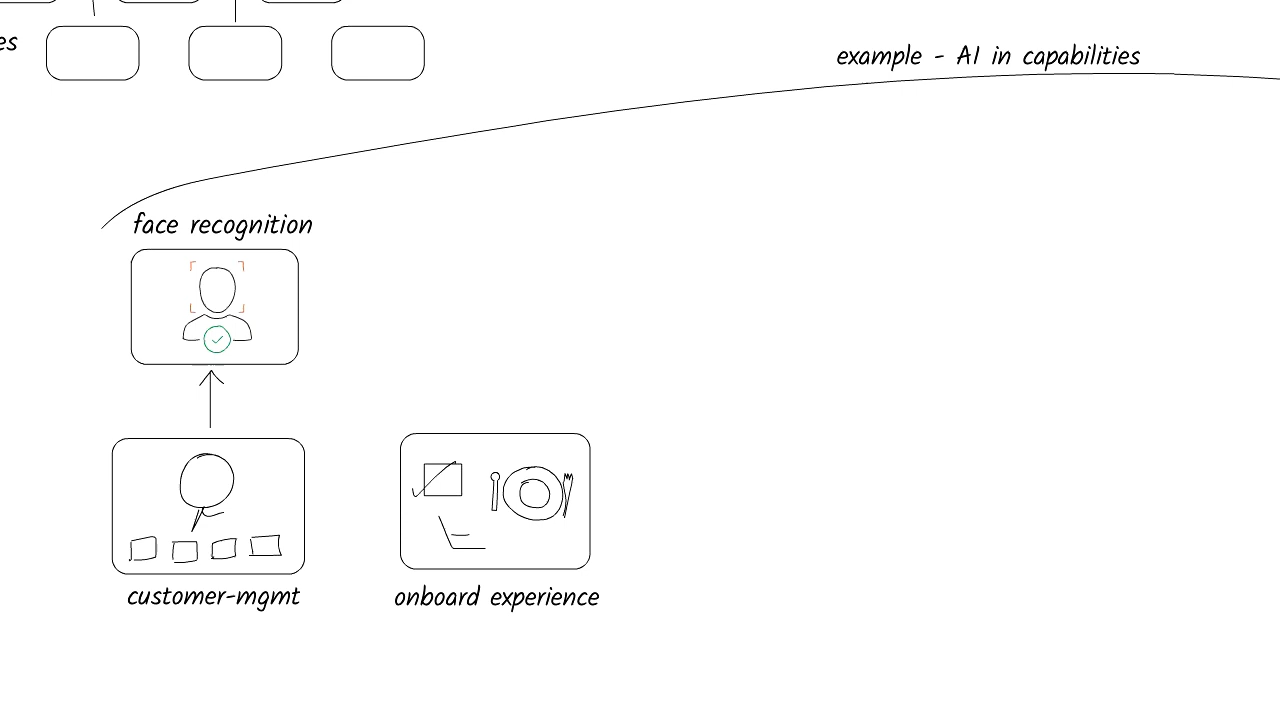 es
example - AI in capabilities
face recognition
customer-mgmt
onboard experience